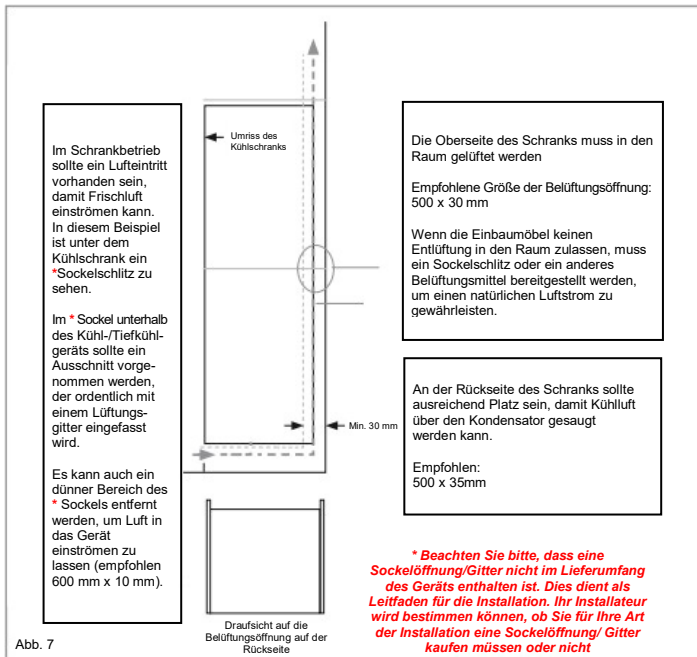 Im Schrankbetrieb
sollte ein Lufteintritt
vorhanden sein,
damit Frischluft
einströmen kann.
In diesem Beispiel
ist unter dem
Kühlschrank ein
*Sockelschlitz zu
sehen.
Im * Sockel unterhalb
des Kühl-/Tiefkühl-
geräts sollte ein
Ausschnitt vorge-
nommen werden,
der ordentlich mit
einem Lüftungs-
gitter eingefasst
wird.
Es kann auch ein
dünner Bereich des
* Sockels entfernt
werden, um Luft in
das Gerät
einströmen zu
lassen (empfohlen
600 mm x 10 mm).
Umriss des
Kühlschranks
Min. 30 mm
Die Oberseite des Schranks muss in den
Raum gelüftet werden
Empfohlene Größe der Belüftungsöffnung:
500 x 30 mm
Wenn die Einbaumöbel keinen
Entlüftung in den Raum zulassen, muss
ein Sockelschlitz oder ein anderes
Belüftungsmittel bereitgestellt werden,
um einen natürlichen Luftstrom zu
gewährleisten.
An der Rückseite des Schranks sollte
ausreichend Platz sein, damit Kühlluft
über den Kondensator gesaugt
werden kann.
Empfohlen:
500 x 35mm
* Beachten Sie bitte, dass eine
Sockelöffnung/Gitter nicht im Lieferumfang
des Geräts enthalten ist. Dies dient als
Leitfaden für die Installation. Ihr Installateur
wird bestimmen können, ob Sie für Ihre Art
der Installation eine Sockelöffnung/ Gitter
kaufen müssen oder nicht
Draufsicht auf die
Belüftungsöffnung auf der
Rückseite
Abb. 7